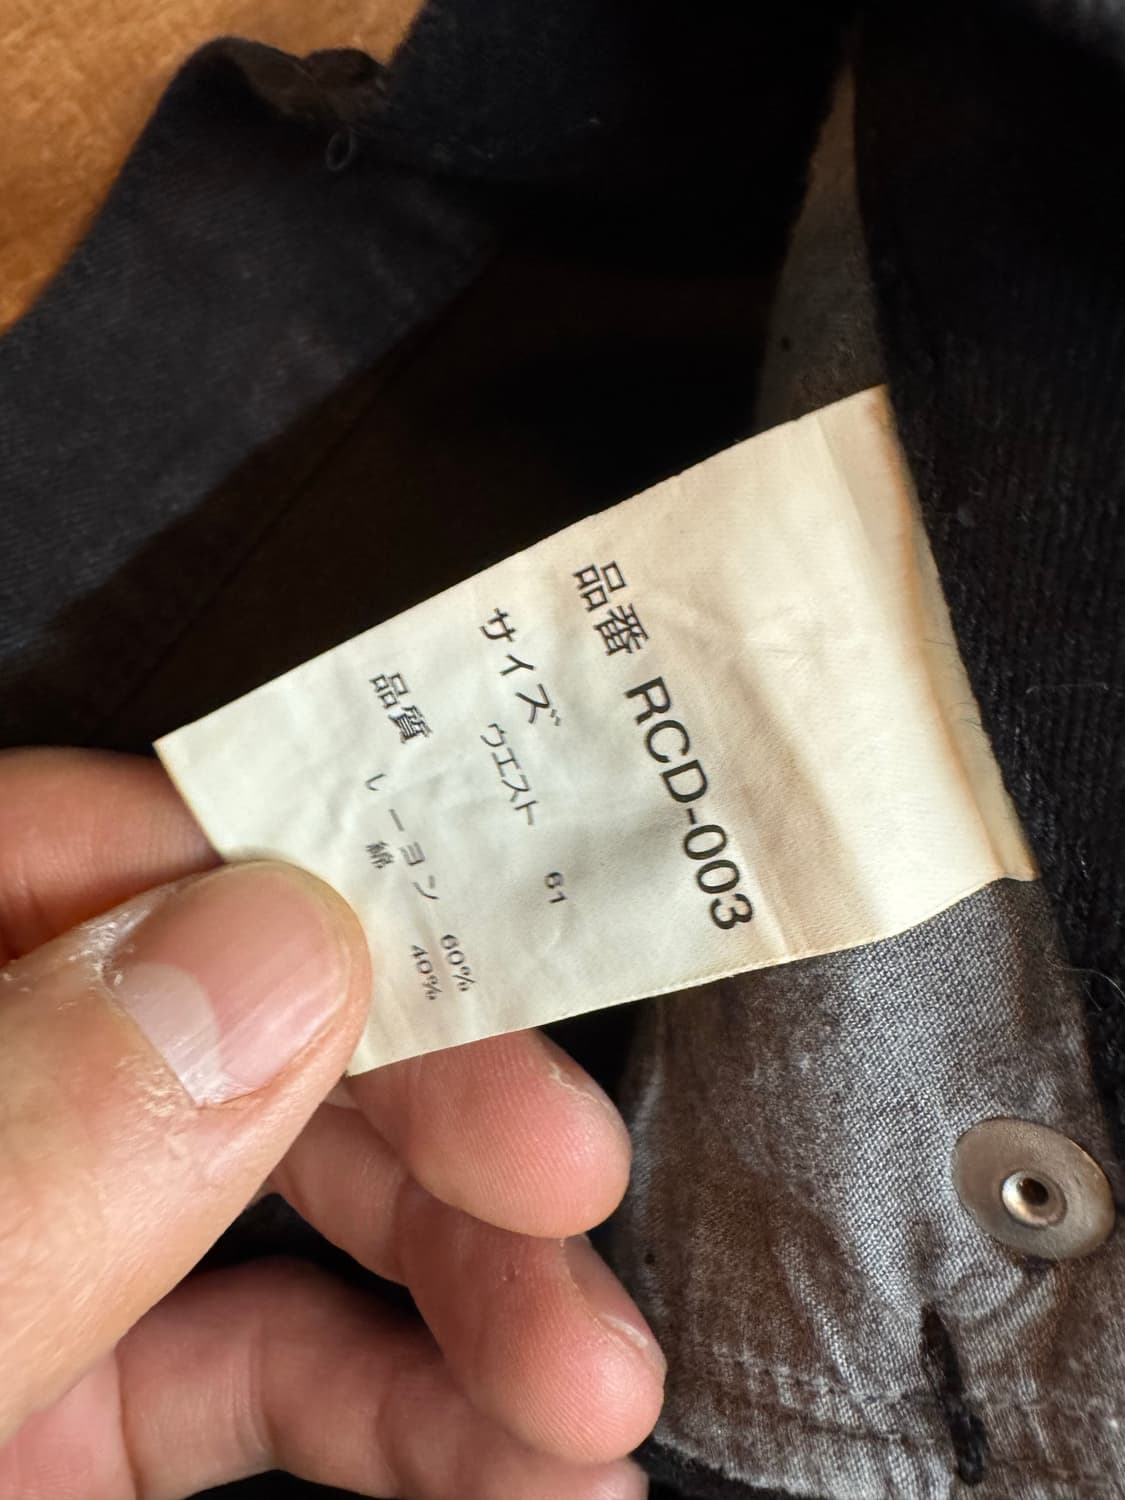 品番 RCD-003
サイズ ウエスト 61
品質 レーヨン 60%
綿 40%